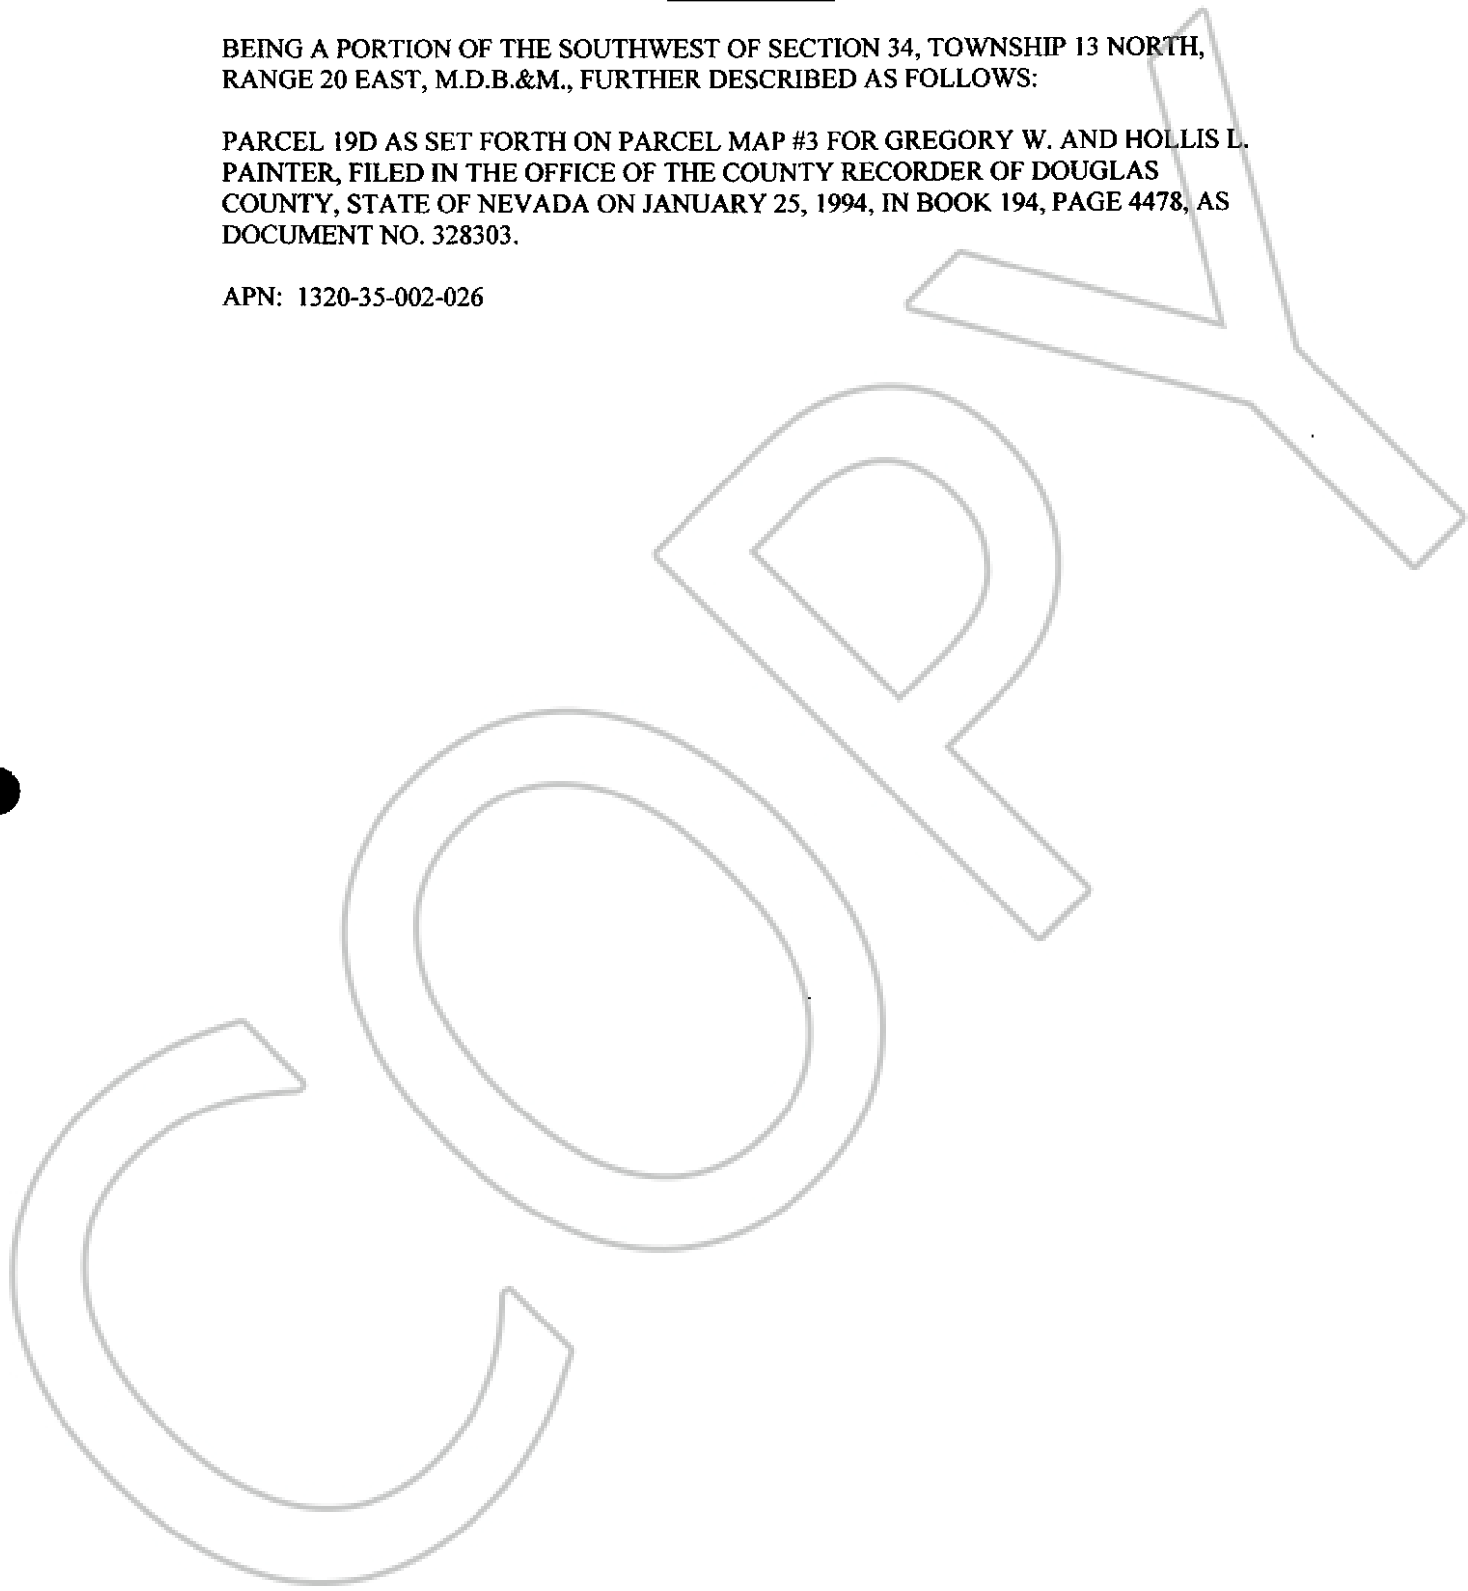 BEING A PORTION OF THE SOUTHWEST OF SECTION 34, TOWNSHIP 13 NORTH,
RANGE 20 EAST, M.D.B.&M., FURTHER DESCRIBED AS FOLLOWS:
PARCEL 19D AS SET FORTH ON PARCEL MAP #3 FOR GREGORY W. AND HOLLIS L.
PAINTER, FILED IN THE OFFICE OF THE COUNTY RECORDER OF DOUGLAS
COUNTY, STATE OF NEVADA ON JANUARY 25, 1994, IN BOOK 194, PAGE 4478, AS
DOCUMENT NO. 328303.
APN: 1320-35-002-026
COPY